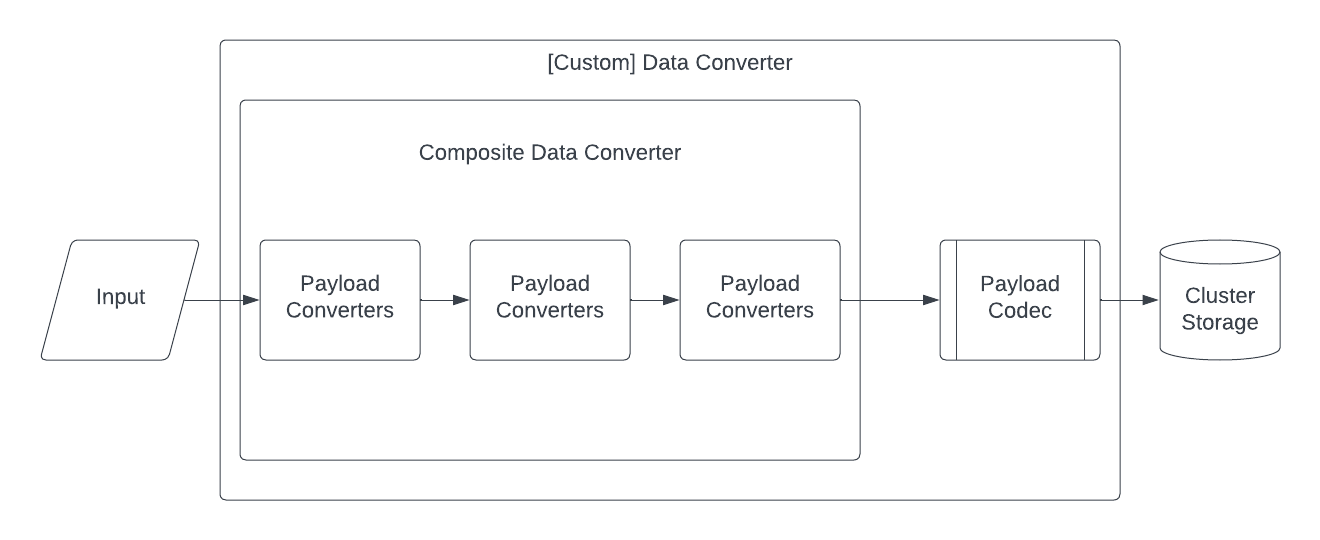 [Custom] Data Converter
Composite Data Converter
Input
Payload
Converters
Payload
Converters
Payload
Converters
Payload
Codec
Cluster
Storage